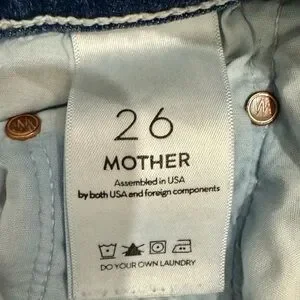 26
MOTHER
Assembled in USA
by both USA and foreign components
DO YOUR OWN LAUNDRY